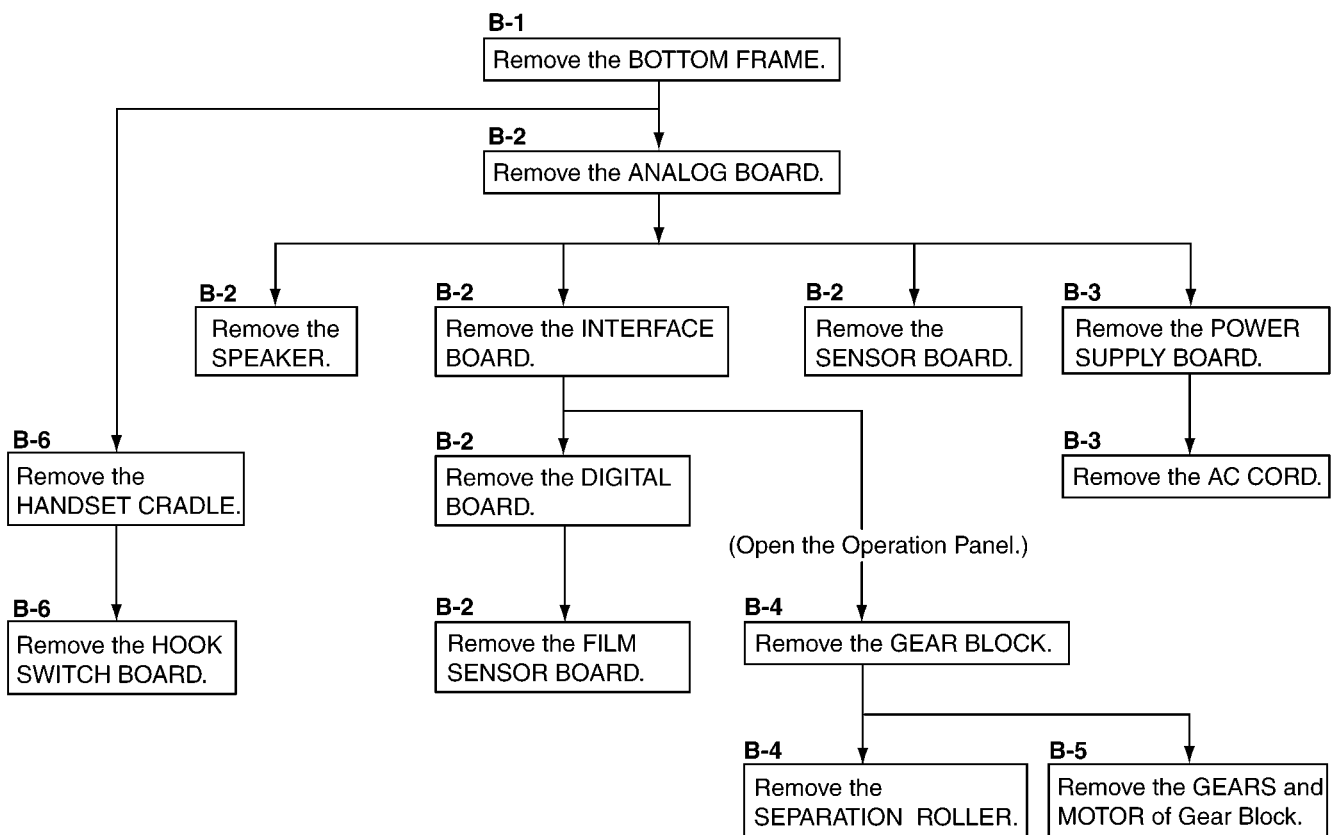 B-1
Remove the BOTTOM FRAME.
B-2
Remove the ANALOG BOARD.
B-2
Remove the
SPEAKER.
B-2
Remove the INTERFACE
BOARD.
B-2
Remove the
SENSOR BOARD.
B-3
Remove the POWER
SUPPLY BOARD.
B-6
Remove the
HANDSET CRADLE.
B-2
Remove the DIGITAL
BOARD.
B-3
Remove the AC CORD.
(Open the Operation Panel.)
B-6
Remove the HOOK
SWITCH BOARD.
B-2
Remove the FILM
SENSOR BOARD.
B-4
Remove the GEAR BLOCK.
B-4
Remove the
SEPARATION ROLLER.
B-5
Remove the GEARS and
MOTOR of Gear Block.